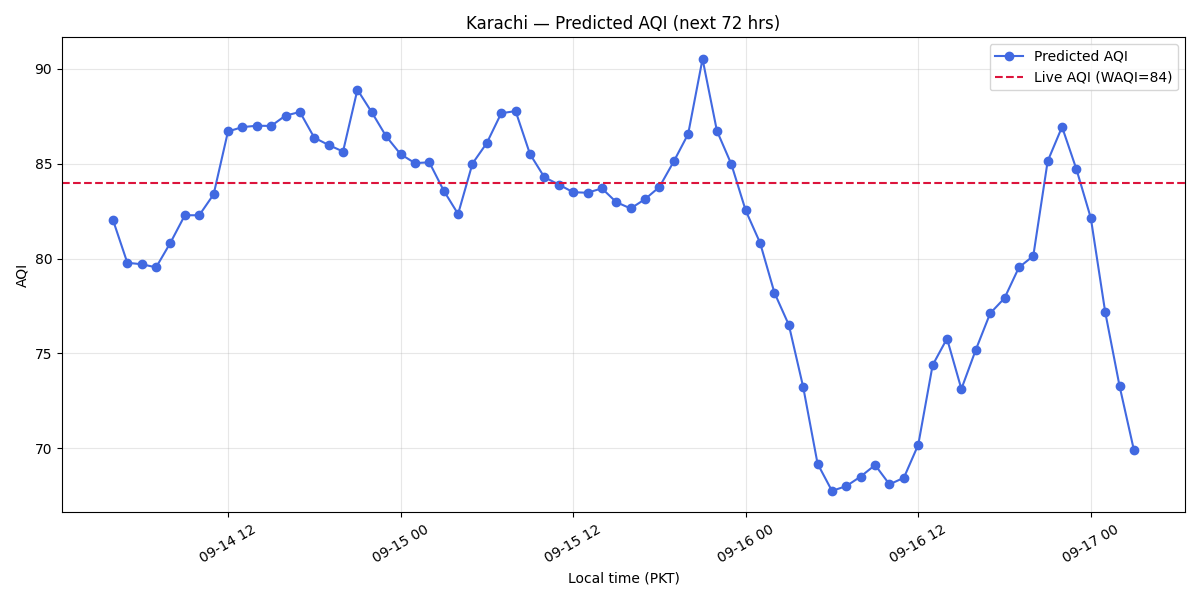 Karachi — Predicted AQI (next 72 hrs)
Predicted AQI
Live AQI (WAQI=84)
AQI
90
85
80
75
70
09-14 12
09-15 00
09-15 12
09-16 00
09-16 12
09-17 00
Local time (PKT)